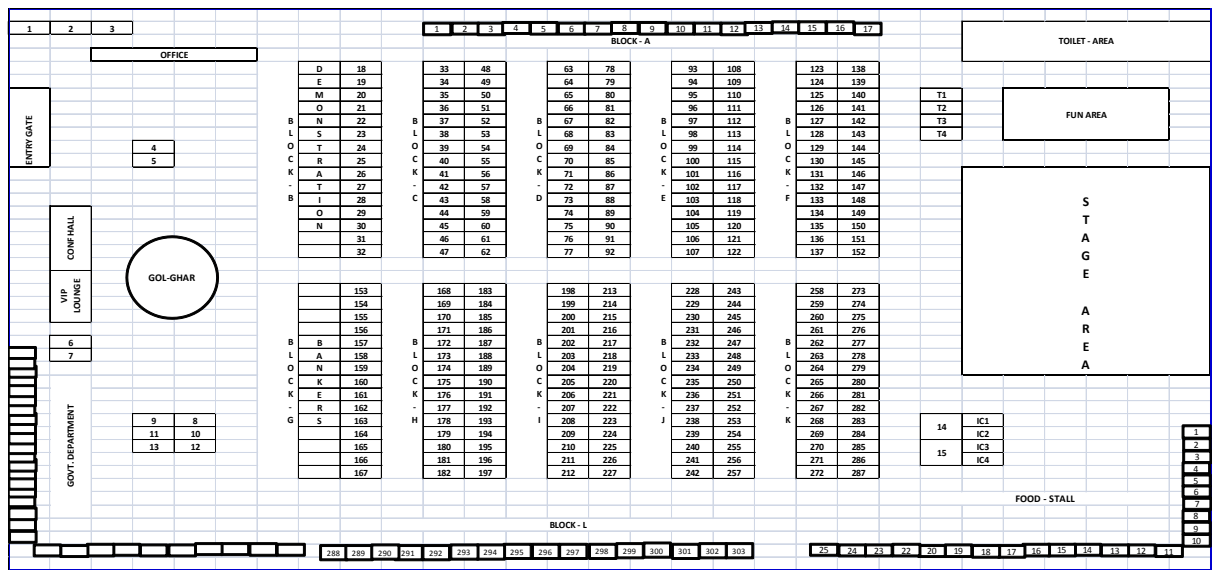 1 2 3
1 2 3 4 5 6 7 8 9 10 11 12 13 14 15 16 17
BLOCK - A
TOILET - AREA
OFFICE
ENTRY GATE
4
5
CONF HALL
VIP LOUNGE
GOL-GHAR
6
7
GOVT. DEPARTMENT
9 8
11 10
13 12
BLOCK-B
DEMONSTRATION
BLOCK-C
BLOCK-D
BLOCK-E
BLOCK-F
18 33 48 63 78 93 108 123 138
19 34 49 64 79 94 109 124 139
20 35 50 65 80 95 110 125 140
21 36 51 66 81 96 111 126 141
22 37 52 67 82 97 112 127 142
23 38 53 68 83 98 113 128 143
24 39 54 69 84 99 114 129 144
25 40 55 70 85 100 115 130 145
26 41 56 71 86 101 116 131 146
27 42 57 72 87 102 117 132 147
28 43 58 73 88 103 118 133 148
29 44 59 74 89 104 119 134 149
30 45 60 75 90 105 120 135 150
31 46 61 76 91 106 121 136 151
32 47 62 77 92 107 122 137 152
T1
T2
T3
T4
FUN AREA
STAGE AREA
BLOCK-G
BANKERS
BLOCK-H
BLOCK-I
BLOCK-J
BLOCK-K
153 168 183 198 213 228 243 258 273
154 169 184 199 214 229 244 259 274
155 170 185 200 215 230 245 260 275
156 171 186 201 216 231 246 261 276
157 172 187 202 217 232 247 262 277
158 173 188 203 218 233 248 263 278
159 174 189 204 219 234 249 264 279
160 175 190 205 220 235 250 265 280
161 176 191 206 221 236 251 266 281
162 177 192 207 222 237 252 267 282
163 178 193 208 223 238 253 268 283
164 179 194 209 224 239 254 269 284
165 180 195 210 225 240 255 270 285
166 181 196 211 226 241 256 271 286
167 182 197 212 227 242 257 272 287
14 IC1
IC2
15 IC3
IC4
FOOD - STALL
1
2
3
4
5
6
7
8
9
10
BLOCK - L
288 289 290 291 292 293 294 295 296 297 298 299 300 301 302 303
25 24 23 22 20 19 18 17 16 15 14 13 12 11